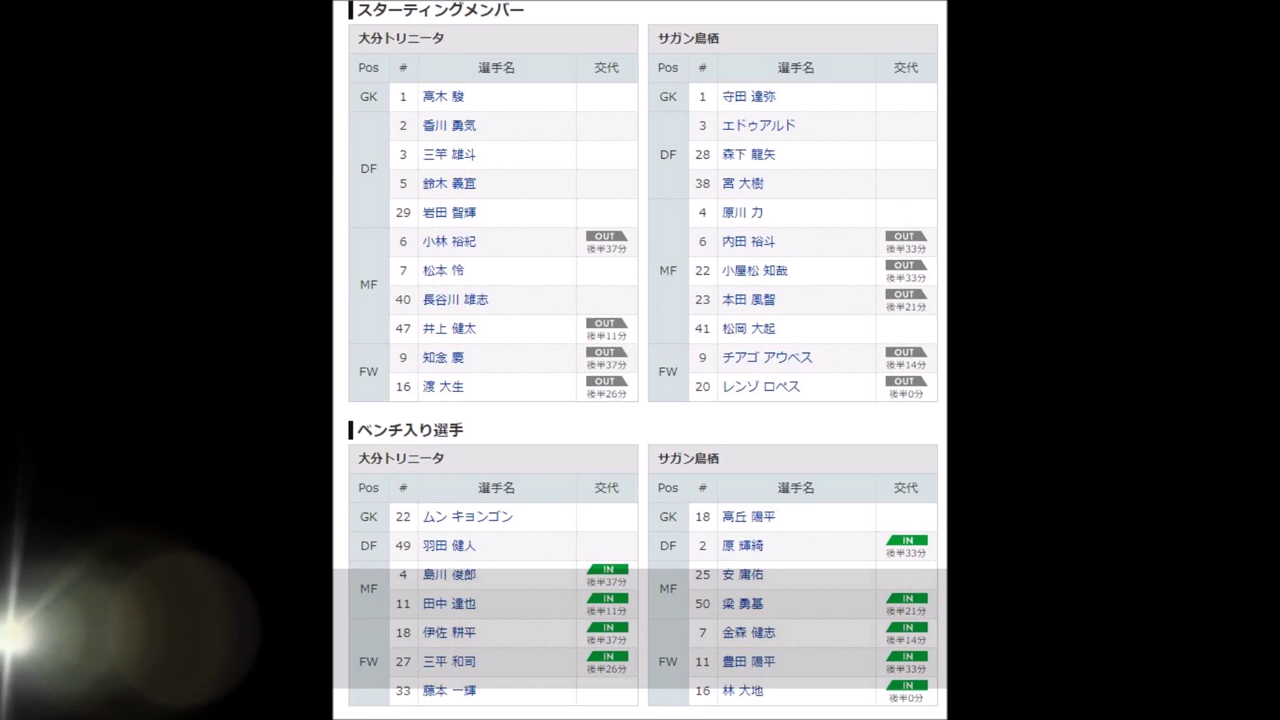 スターティングメンバー
大分トリニータ サガン鳥栖
Pos # 選手名 交代 Pos # 選手名 交代
GK 1 高木 駿 GK 1 守田 達弥
2 香川 勇気 3 エドゥアルド
3 三竿 雄斗 DF 28 森下 龍矢
DF
5 鈴木 義宜 38 宮 大樹
29 岩田 智輝 4 原川 力
6 小林 裕紀 OUT 後半37分 6 内田 裕斗 OUT 後半33分
7 松本 怜 MF 22 小屋松 知哉 OUT 後半33分
MF
40 長谷川 雄志 23 本田 風智 OUT 後半21分
47 井上 健太 OUT 後半11分 41 松岡 大起
9 知念 慶 OUT 後半37分 9 チアゴ アウベス OUT 後半14分
FW FW
16 渡 大生 OUT 後半26分 20 レンゾ ロペス OUT 後半0分
ベンチ入り選手
大分トリニータ サガン鳥栖
Pos # 選手名 交代 Pos # 選手名 交代
GK 22 ムン キョンゴン GK 18 高丘 陽平
DF 49 羽田 健人 DF 2 原 輝綺 IN 後半33分
4 島川 俊郎 IN 後半37分 25 安 庸佑
MF MF
11 田中 達也 IN 後半11分 50 梁 勇基 IN 後半21分
18 伊佐 耕平 IN 後半37分 7 金森 健志 IN 後半14分
FW 27 三平 和司 IN 後半26分 FW 11 豊田 陽平 IN 後半33分
33 藤本 一輝 16 林 大地 IN 後半0分